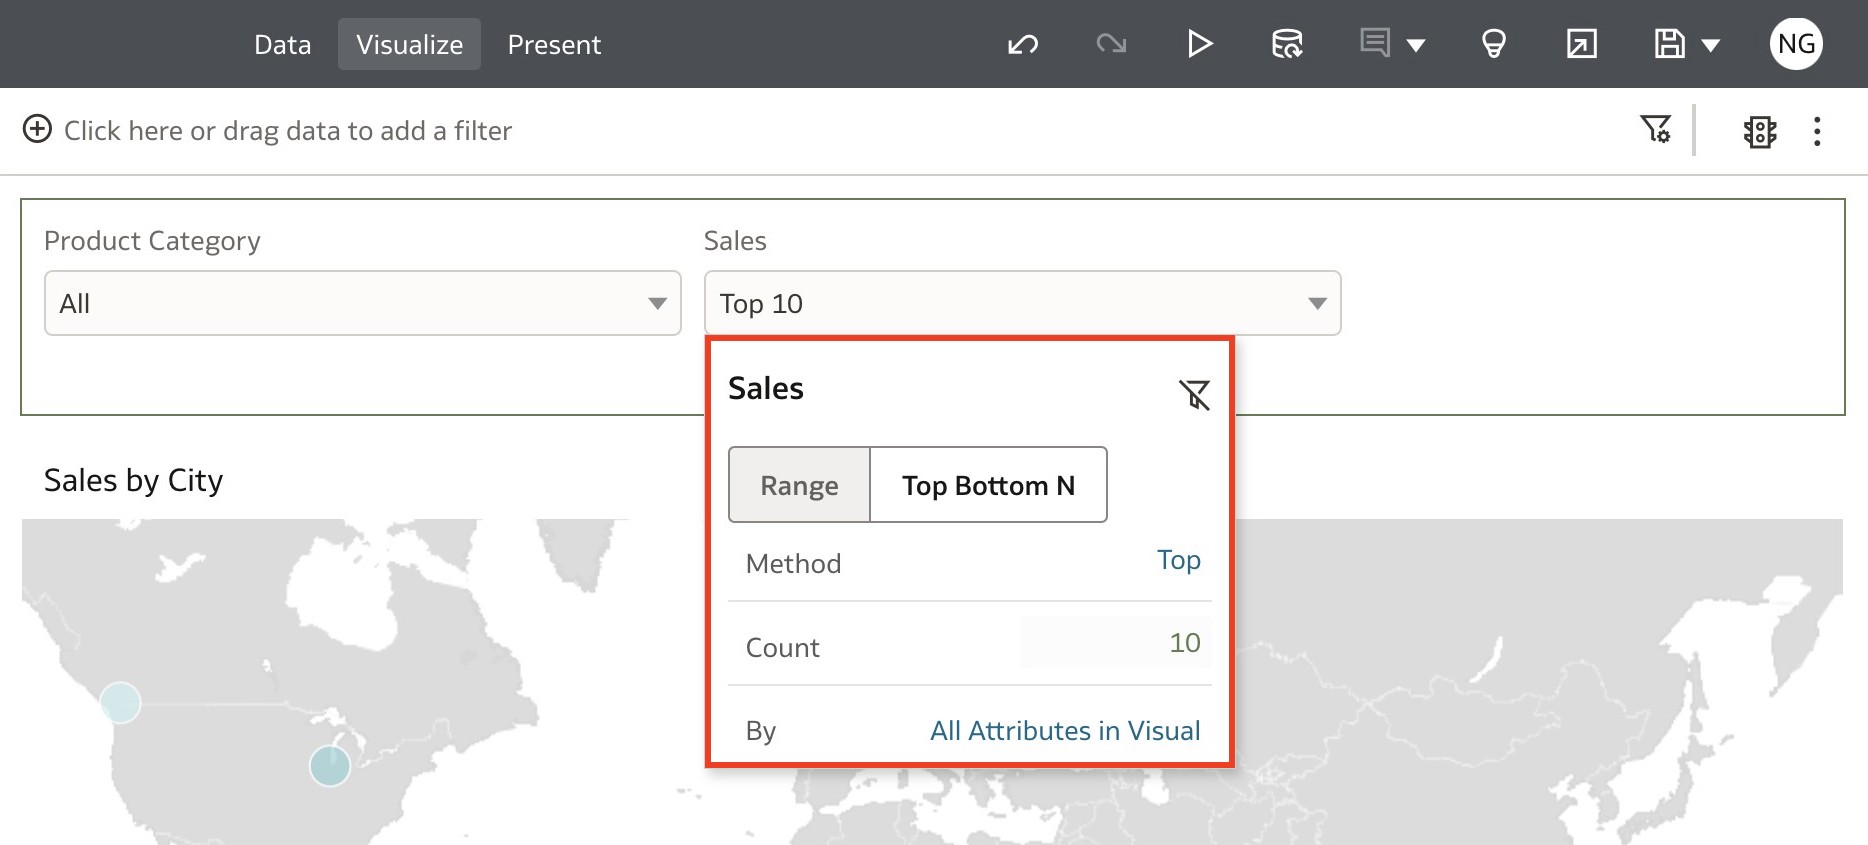 Data Visualize Present NG
Click here or drag data to add a filter
Product Category Sales
All Top 10
Sales
Range Top Bottom N
Sales by City
Method Top
Count 10
By All Attributes in Visual